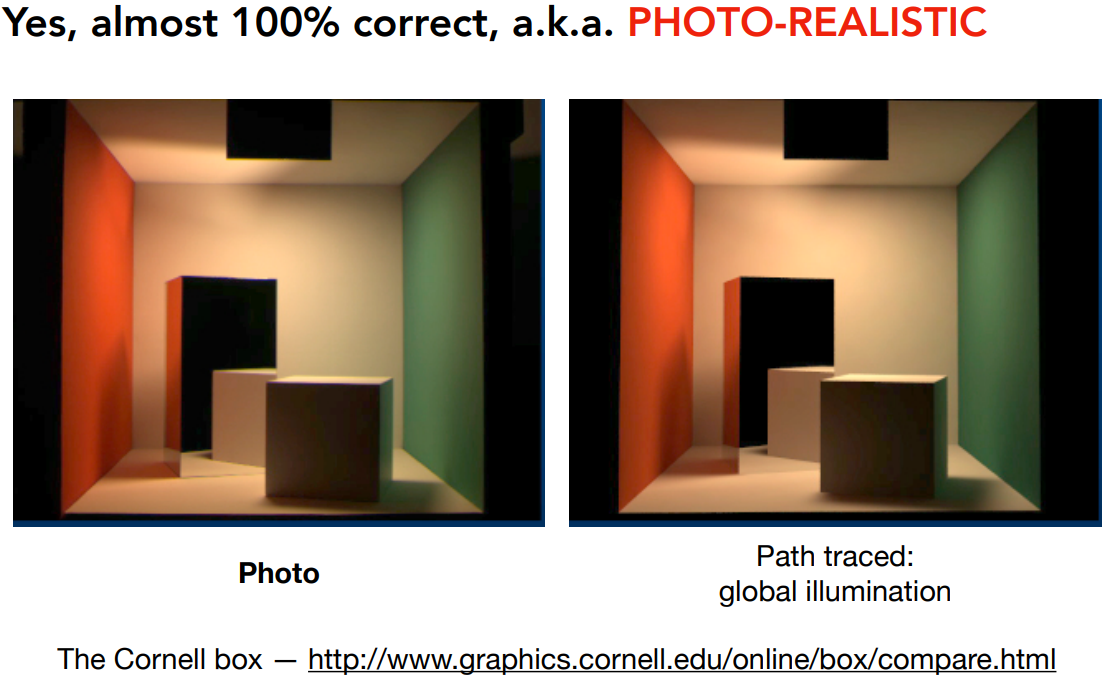 Yes, almost 100% correct, a.k.a. PHOTO-REALISTIC
Photo
Path traced:
global illumination
The Cornell box — http://www.graphics.cornell.edu/online/box/compare.html